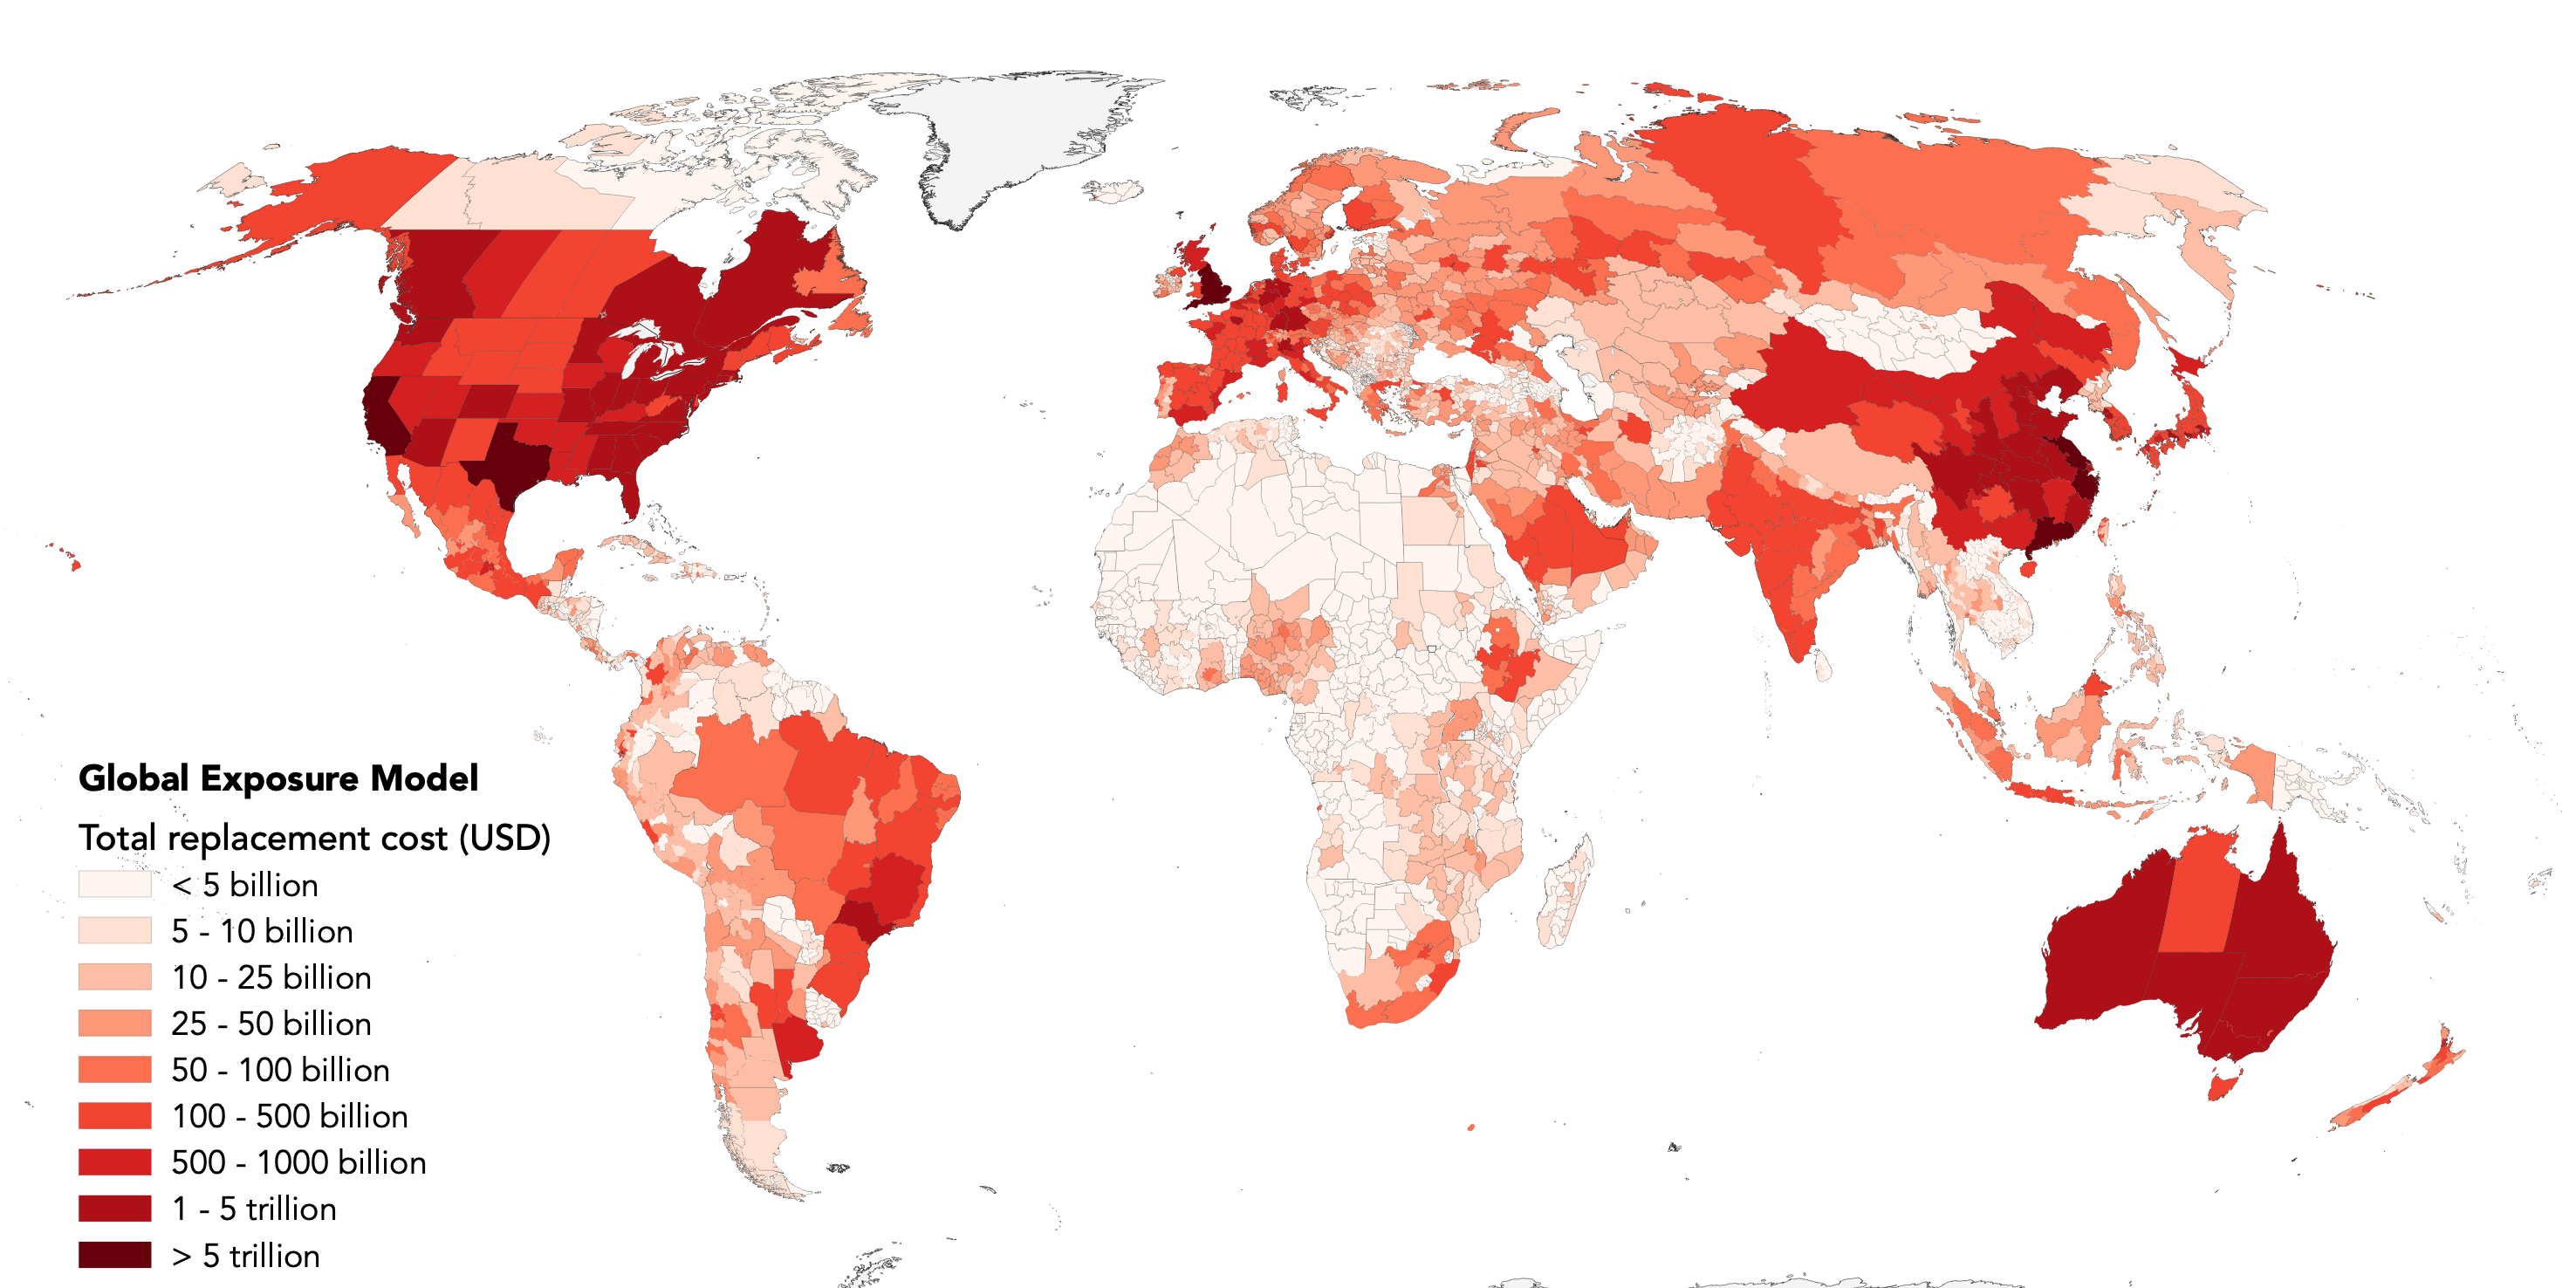 Global Exposure Model
Total replacement cost (USD)
< 5 billion
5 - 10 billion
10 - 25 billion
25 - 50 billion
50 - 100 billion
100 - 500 billion
500 - 1000 billion
1 - 5 trillion
> 5 trillion